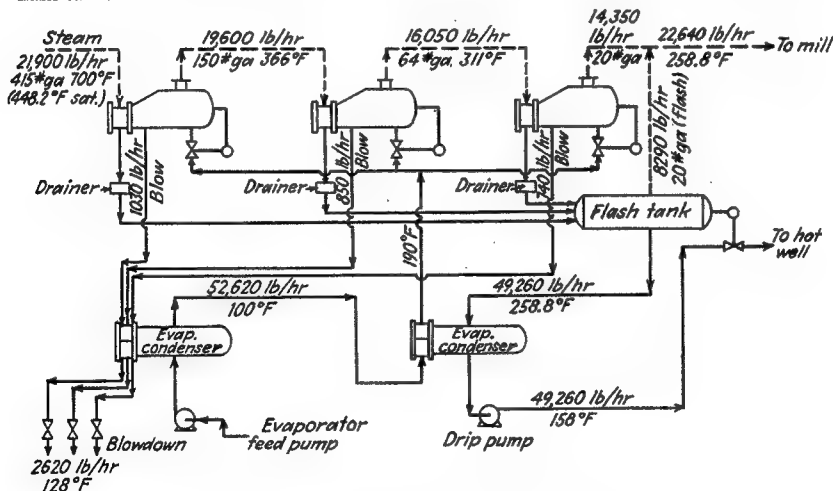 Steam
21,900 lb/hr
415#ga 700°F
(448.2°F sat.)
19,600 lb/hr
150#ga 366°F
16,050 lb/hr
64#ga. 311°F
14,350
lb/hr
20#ga
22,640 lb/hr
258.8°F
To mill
8290 lb/hr
20#ga (flash)
Drainer
1030 lb/hr
Blow
Drainer
850 lb/hr
Blow
Drainer
740 lb/hr
Blow
Flash tank
190°F
To hot
well
52,620 lb/hr
100°F
49,260 lb/hr
258.8°F
Evap.
condenser
Evap.
condenser
49,260 lb/hr
158°F
Evaporator
feed pump
Drip pump
Blowdown
2620 lb/hr
128°F